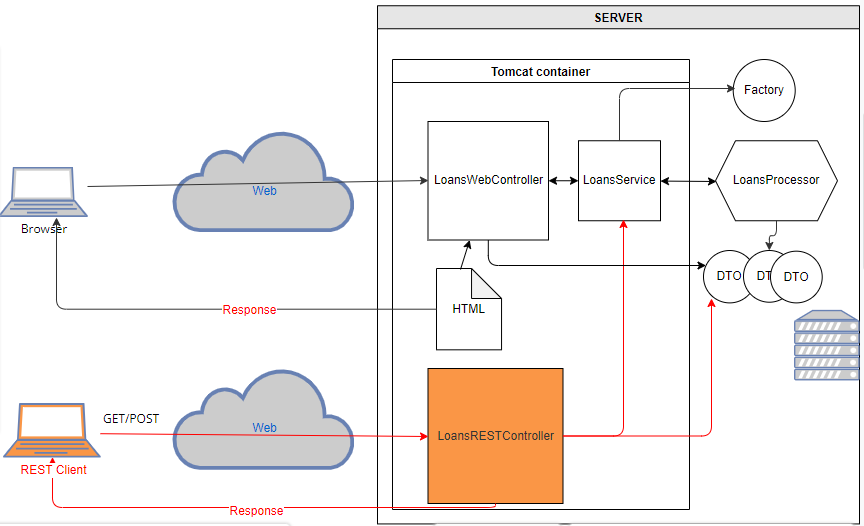 SERVER
Tomcat container
Factory
LoansWebController
LoansService
LoansProcessor
Web
Browser
DTO
DT
DTO
HTML
Response
GET/POST
Web
LoansRESTController
REST Client
Response